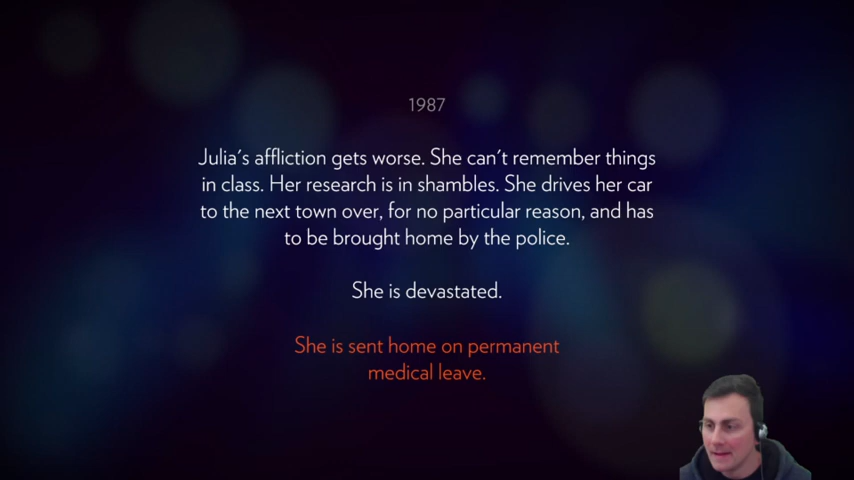 1987
Julia's affliction gets worse. She can't remember things
in class. Her research is in shambles. She drives her car
to the next town over, for no particular reason, and has
to be brought home by the police.
She is devastated.
She is sent home on permanent
medical leave.